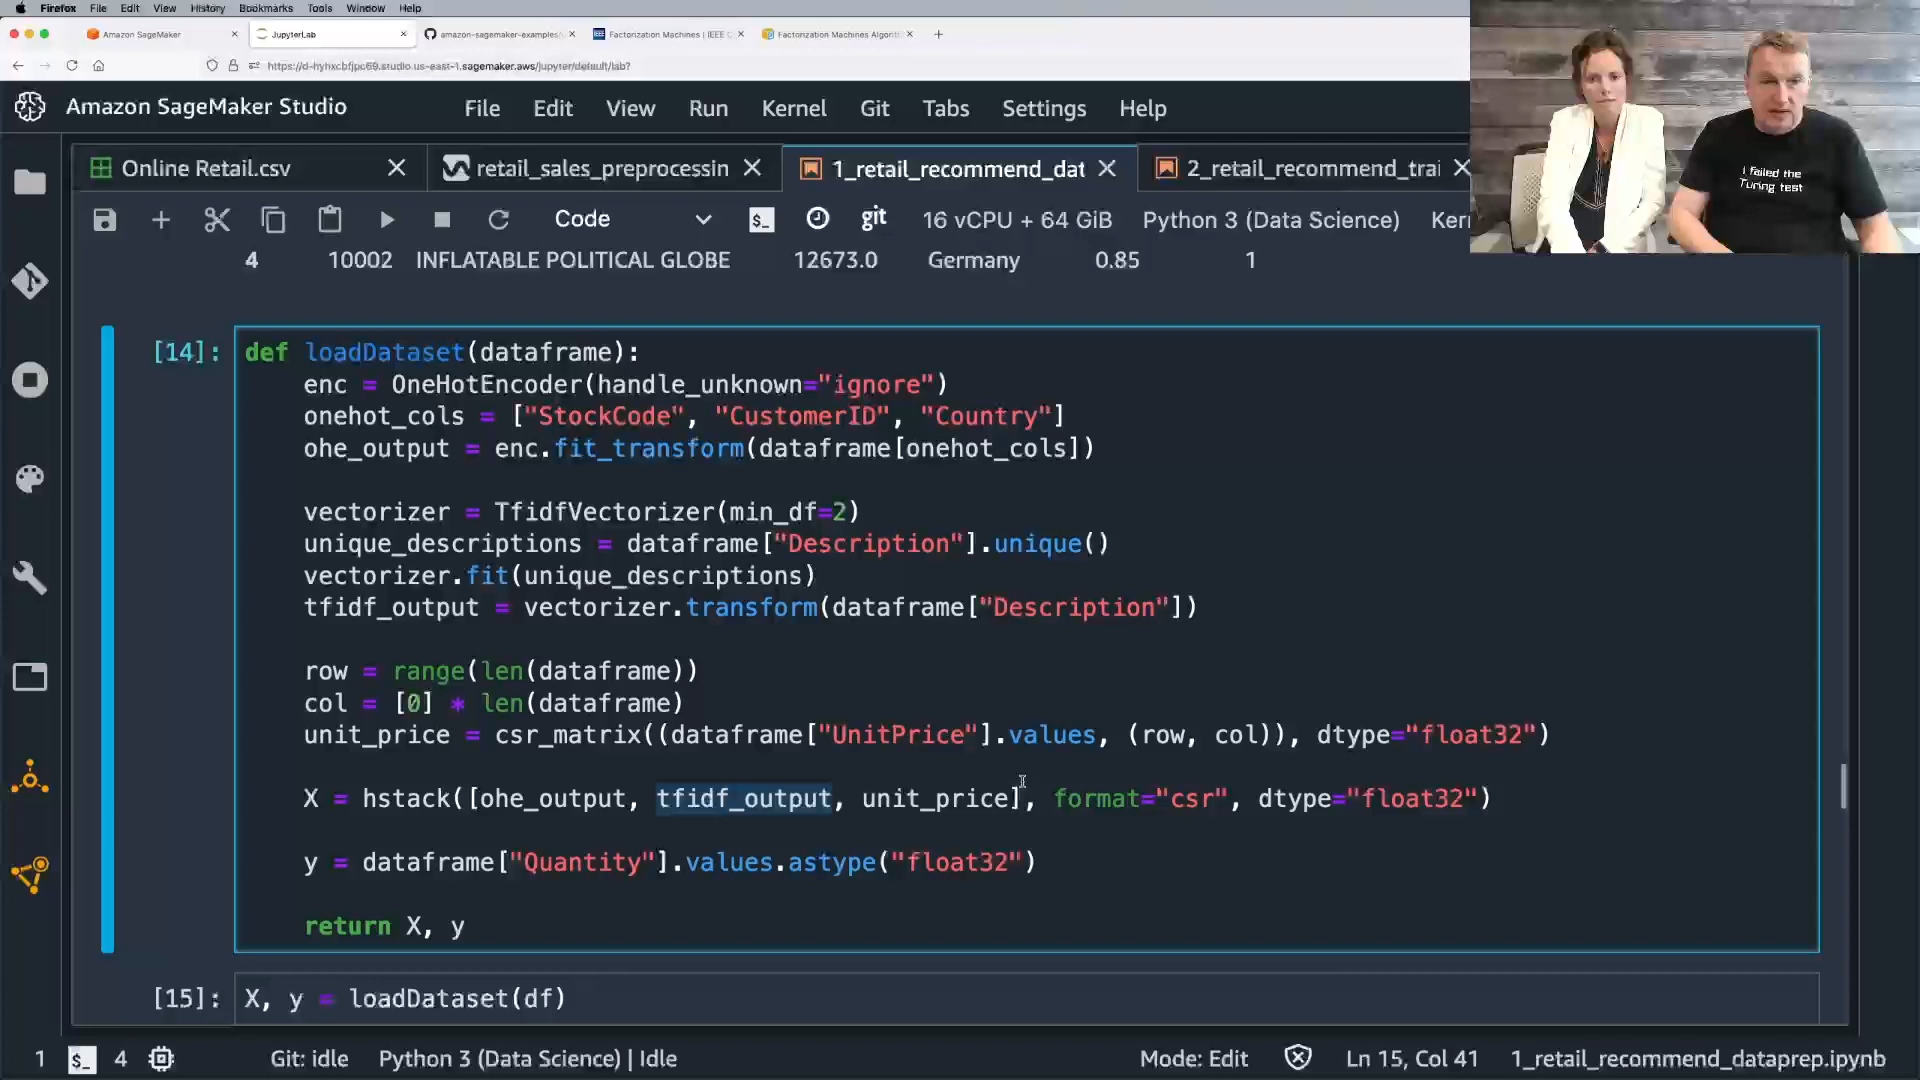 Firefox File Edit View History Bookmarks Tools Window Help
Amazon SageMaker JupyterLab amazon-sagemaker-examples/ Factorization Machines | IEEE C Factorization Machines Algorith
https://d-hyhxcbfjpc69.studio.us-east-1.sagemaker.aws/jupyter/default/lab?
Amazon SageMaker Studio File Edit View Run Kernel Git Tabs Settings Help
I failed the
Turing test
Online Retail.csv retail_sales_preprocessin 1_retail_recommend_dat 2_retail_recommend_trai
Code git 16 vCPU + 64 GiB Python 3 (Data Science) Ker
4 10002 INFLATABLE POLITICAL GLOBE 12673.0 Germany 0.85 1
[14]: def loadDataset(dataframe):
enc = OneHotEncoder(handle_unknown="ignore")
onehot_cols = ["StockCode", "CustomerID", "Country"]
ohe_output = enc.fit_transform(dataframe[onehot_cols])
vectorizer = TfidfVectorizer(min_df=2)
unique_descriptions = dataframe["Description"].unique()
vectorizer.fit(unique_descriptions)
tfidf_output = vectorizer.transform(dataframe["Description"])
row = range(len(dataframe))
col = [0] * len(dataframe)
unit_price = csr_matrix((dataframe["UnitPrice"].values, (row, col)), dtype="float32")
X = hstack([ohe_output, tfidf_output, unit_price], format="csr", dtype="float32")
y = dataframe["Quantity"].values.astype("float32")
return X, y
[15]: X, y = loadDataset(df)
1 $_ 4 Git: idle Python 3 (Data Science) | Idle Mode: Edit Ln 15, Col 41 1_retail_recommend_dataprep.ipynb